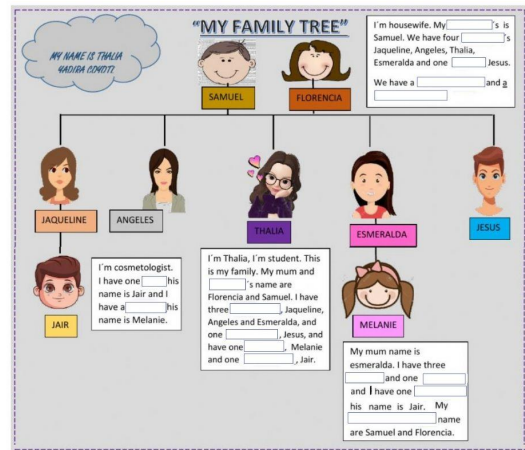 "MY FAMILY TREE"
MY NAME IS THALIA
SAMUEL
FLORENCIA
I´m housewife. My 's is
Samuel. We have four 's
Jaqueline, Angeles, Thalia,
Esmeralda and one Jesus.
We have a and a
JAQUELINE
ANGELES
THALIA
ESMERALDA
JESUS
JAIR
I´m cosmetologist.
I have one his
name is Jair and I
have a his
name is Melanie.
I´m Thalia, I´m student. This
is my family. My mum and
´s name are
Florencia and Samuel. I have
three , Jaqueline,
Angeles and Esmeralda, and
one , Jesus, and
have one , Melanie
and one , Jair.
MELANIE
My mum name is
esmeralda. I have three
and one
and I have one
his name is Jair. My
name
are Samuel and Florencia.